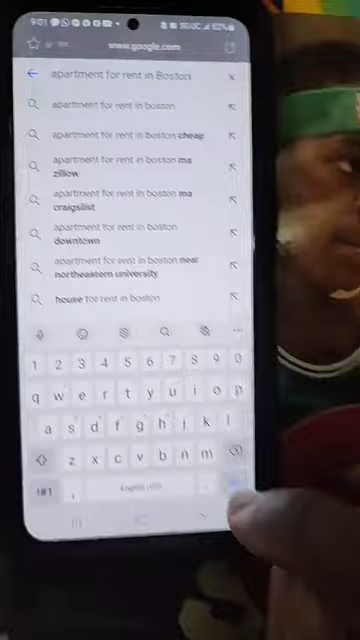 9:01
www.google.com
apartment for rent in Boston
apartment for rent in boston
apartment for rent in boston cheap
apartment for rent in boston ma
zillow
apartment for rent in boston ma
craigslist
apartment for rent in boston
downtown
apartment for rent in boston near
northeastern university
house for rent in boston
1 2 3 4 5 6 7 8 9 0
q w e r t y u i o p
a s d f g h j k l
z x c v b n m
!#1 , .